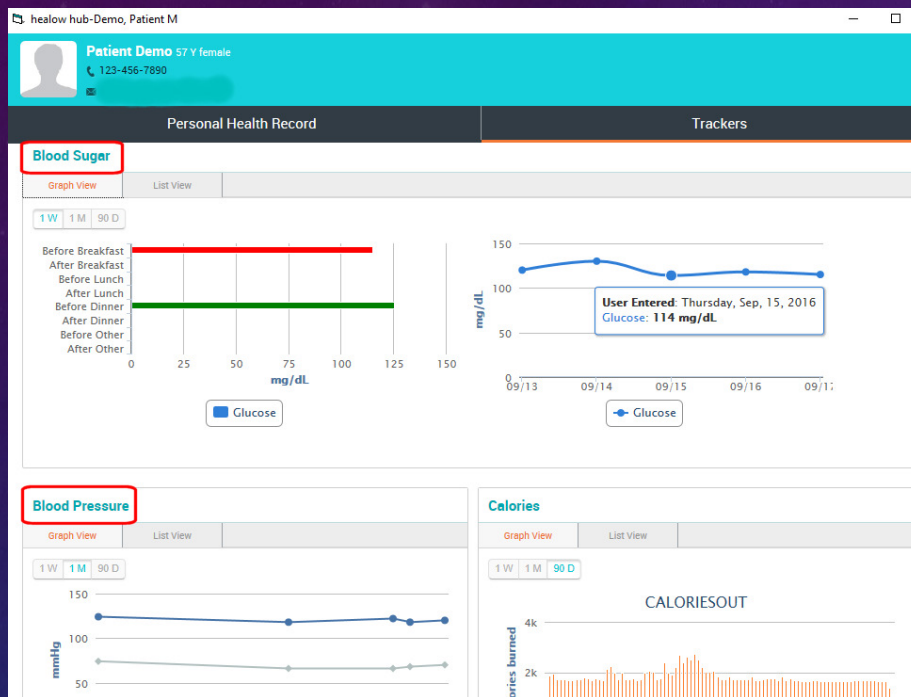 healow hub-Demo, Patient M
Patient Demo 57 Y female
123-456-7890
Personal Health Record
Trackers
Blood Sugar
Graph View
List View
1 W 1 M 90 D
Before Breakfast
After Breakfast
Before Lunch
After Lunch
Before Dinner
After Dinner
Before Other
After Other
0 25 50 75 100 125 150
mg/dL
Glucose
150
100
50
0
mg/dL
User Entered: Thursday, Sep, 15, 2016
Glucose: 114 mg/dL
09/13 09/14 09/15 09/16
Glucose
Blood Pressure
Graph View
List View
1 W 1 M 90 D
150
100
50
mmHg
Calories
Graph View
List View
1 W 1 M 90 D
CALORIESOUT
4k
2k
burned